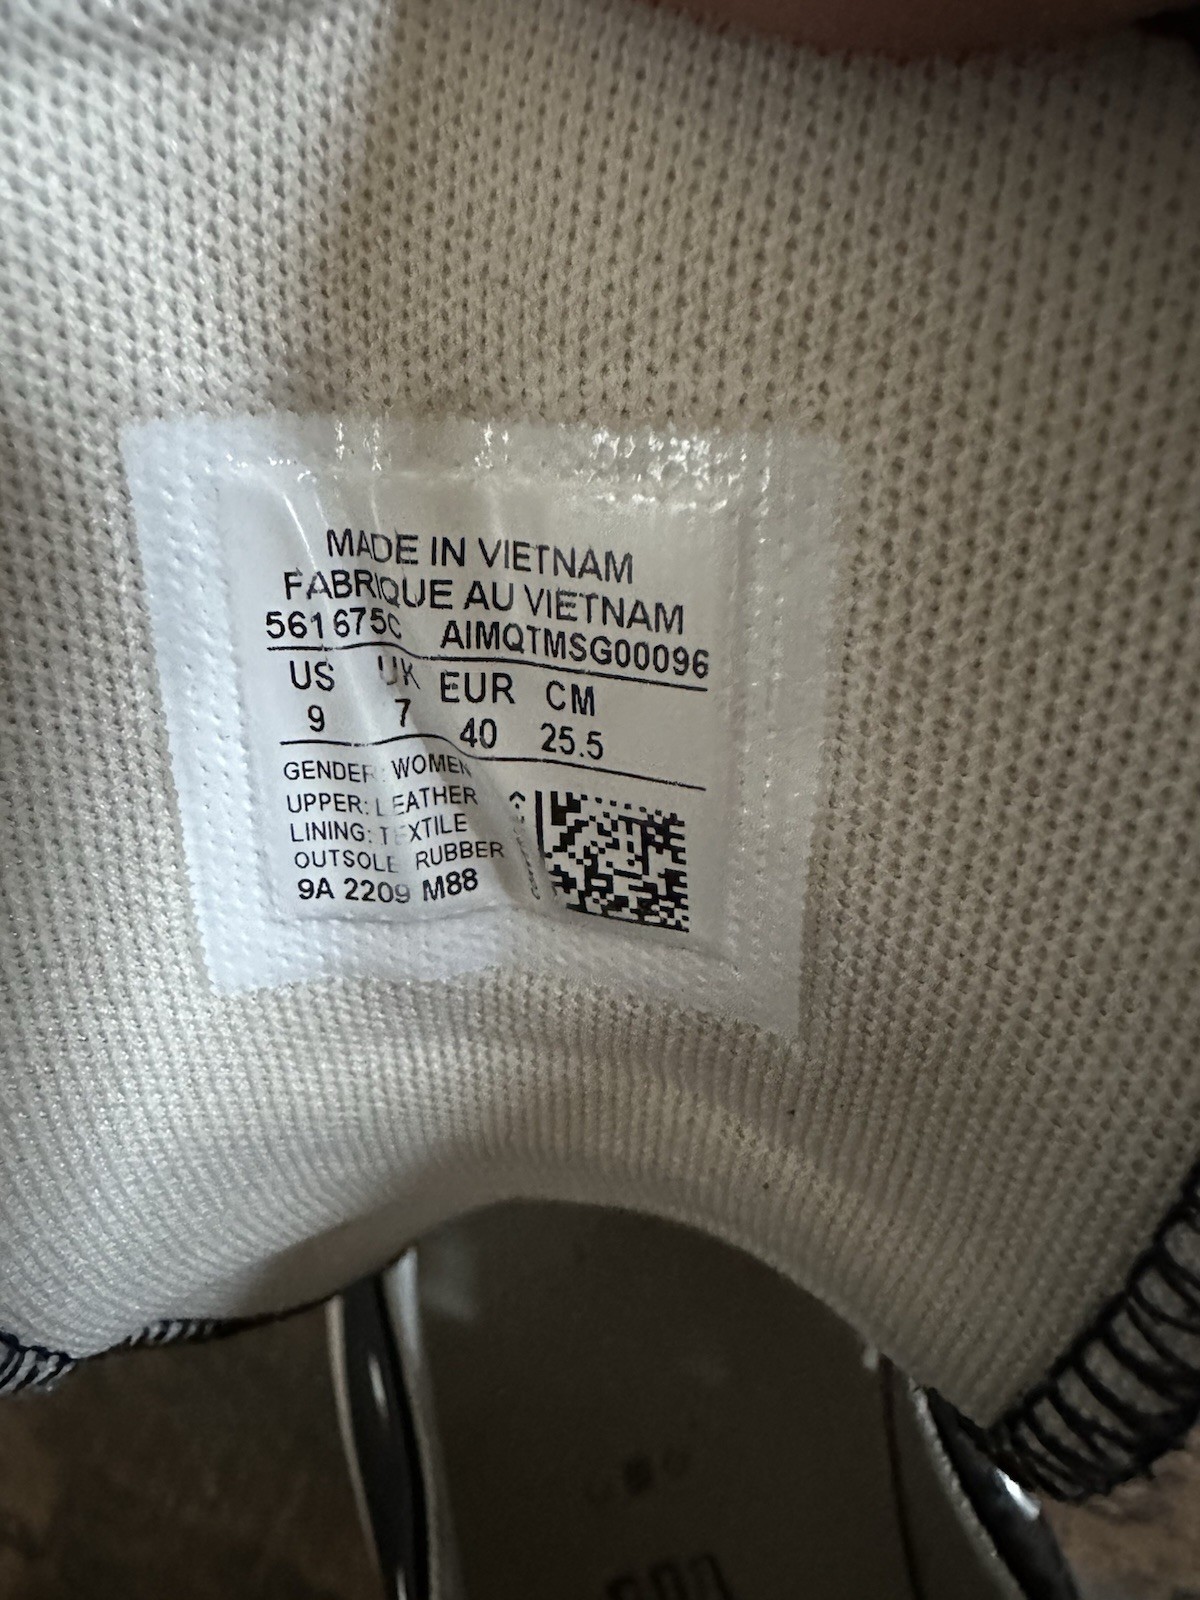 MADE IN VIETNAM
FABRIQUE AU VIETNAM
561675C AIMQTMSG00096
US UK EUR CM
9 7 40 25.5
GENDER: WOMEN
UPPER: LEATHER
LINING: TEXTILE
OUTSOLE RUBBER
9A 2209 M88